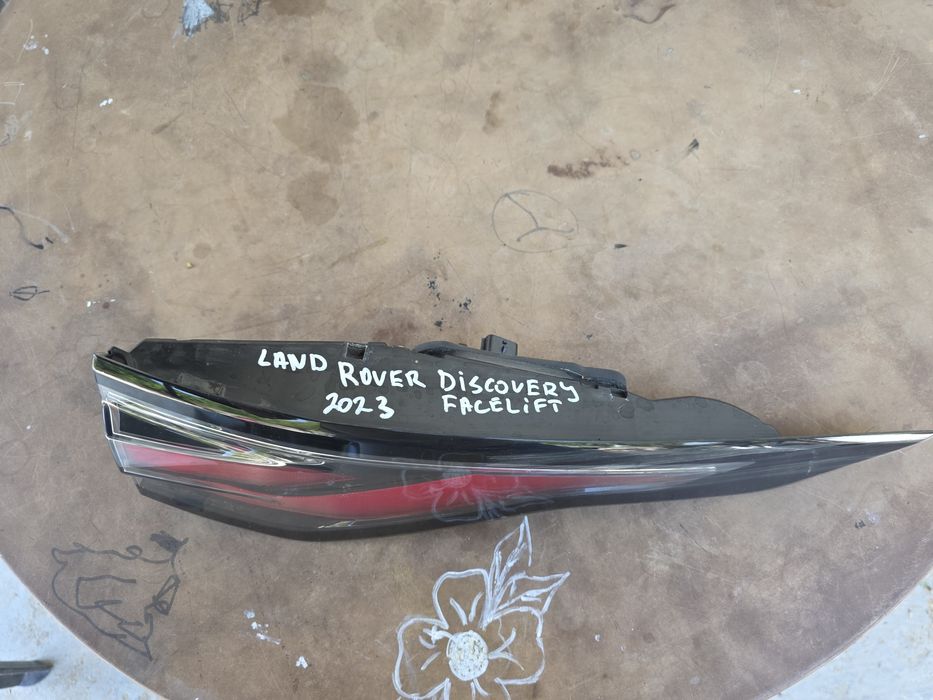 LAND ROVER DISCOVERY
2023 FACELIFT